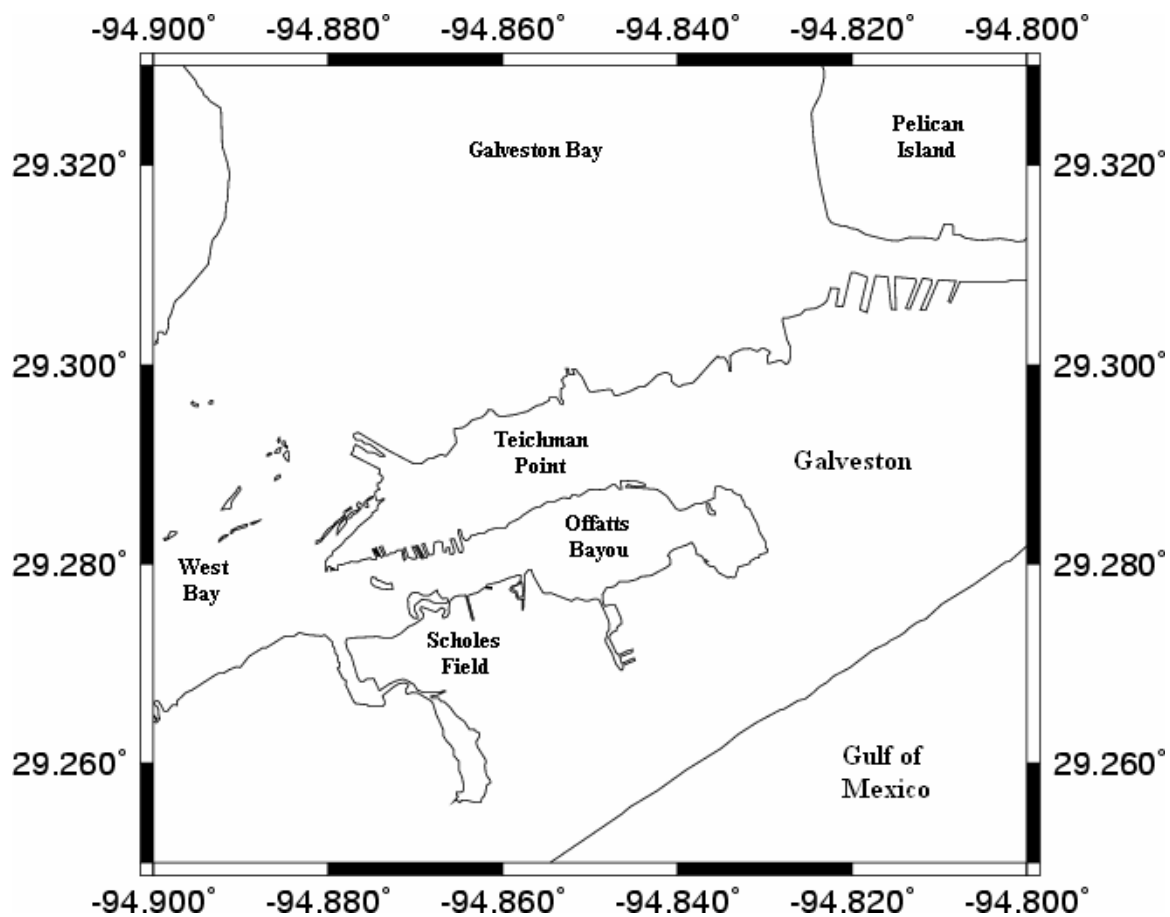 -94.900° -94.880° -94.860° -94.840° -94.820° -94.800°
Pelican
Island
Galveston Bay
29.320° 29.320°
29.300° 29.300°
Teichman
Point
Galveston
Offatts
Bayou
29.280° 29.280°
West
Bay
Scholes
Field
29.260° 29.260°
Gulf of
Mexico
-94.900° -94.880° -94.860° -94.840° -94.820° -94.800°